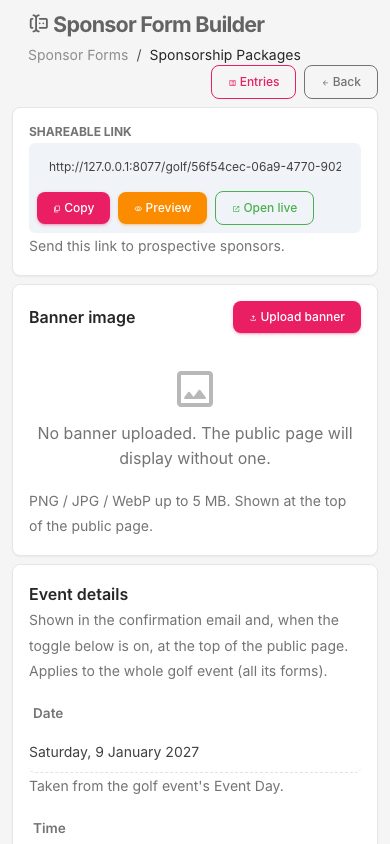 Sponsor Form Builder
Sponsor Forms / Sponsorship Packages
Entries
Back
SHAREABLE LINK
http://127.0.0.1:8077/golf/56f54cec-06a9-4770-902
Copy
Preview
Open live
Send this link to prospective sponsors.
Banner image
Upload banner
No banner uploaded. The public page will
display without one.
PNG / JPG / WebP up to 5 MB. Shown at the top
of the public page.
Event details
Shown in the confirmation email and, when the
toggle below is on, at the top of the public page.
Applies to the whole golf event (all its forms).
Date
Saturday, 9 January 2027
Taken from the golf event's Event Day.
Time